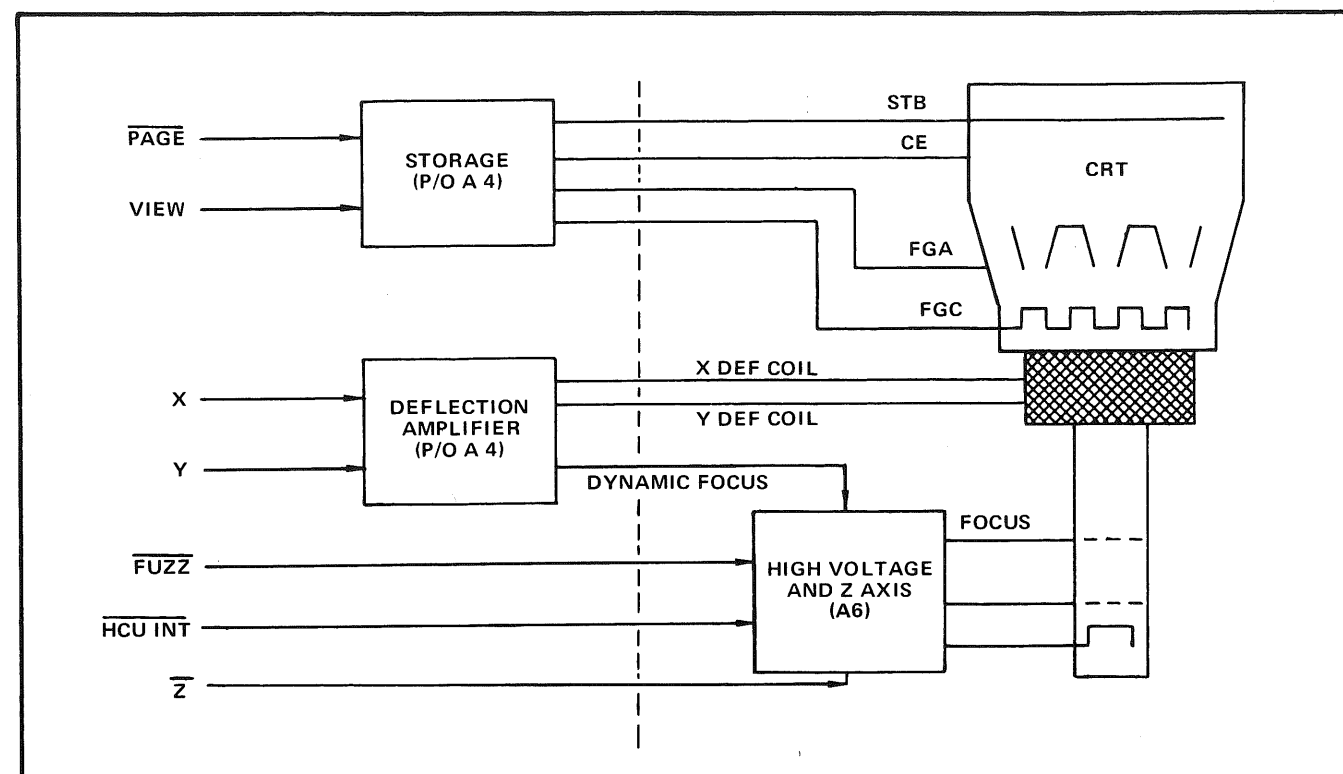 PAGE
VIEW
STORAGE
(P/O A 4)
STB
CE
CRT
FGA
FGC
X
Y
DEFLECTION
AMPLIFIER
(P/O A 4)
X DEF COIL
Y DEF COIL
DYNAMIC FOCUS
FUZZ
HCU INT
Z
HIGH VOLTAGE
AND Z AXIS
(A6)
FOCUS